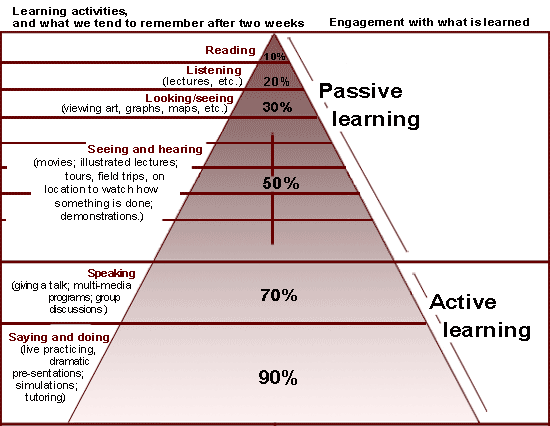 Learning activities,
and what we tend to remember after two weeks
Engagement with what is learned
Reading
10%
Listening
(lectures, etc.)
20%
Looking/seeing
(viewing art, graphs, maps, etc.)
30%
Passive
learning
Seeing and hearing
(movies; illustrated lectures;
tours, field trips, on
location to watch how
something is done;
demonstrations.)
50%
Speaking
(giving a talk; multi-media
programs; group
discussions)
70%
Active
learning
Saying and doing
(live practicing,
dramatic
pre-sentations;
simulations;
tutoring)
90%